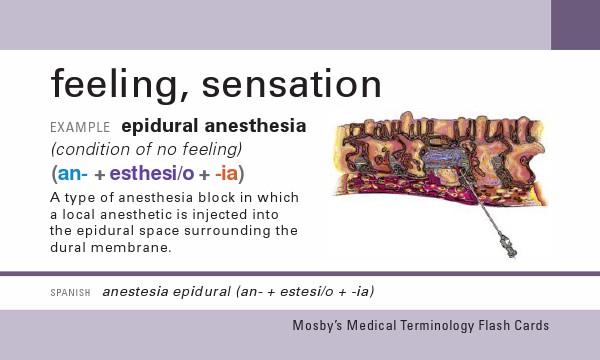 feeling, sensation
EXAMPLE epidural anesthesia
(condition of no feeling)
(an- + esthesi/o + -ia)
A type of anesthesia block in which
a local anesthetic is injected into
the epidural space surrounding the
dural membrane.
SPANISH anestesia epidural (an- + estesi/o + -ia)
Mosby's Medical Terminology Flash Cards